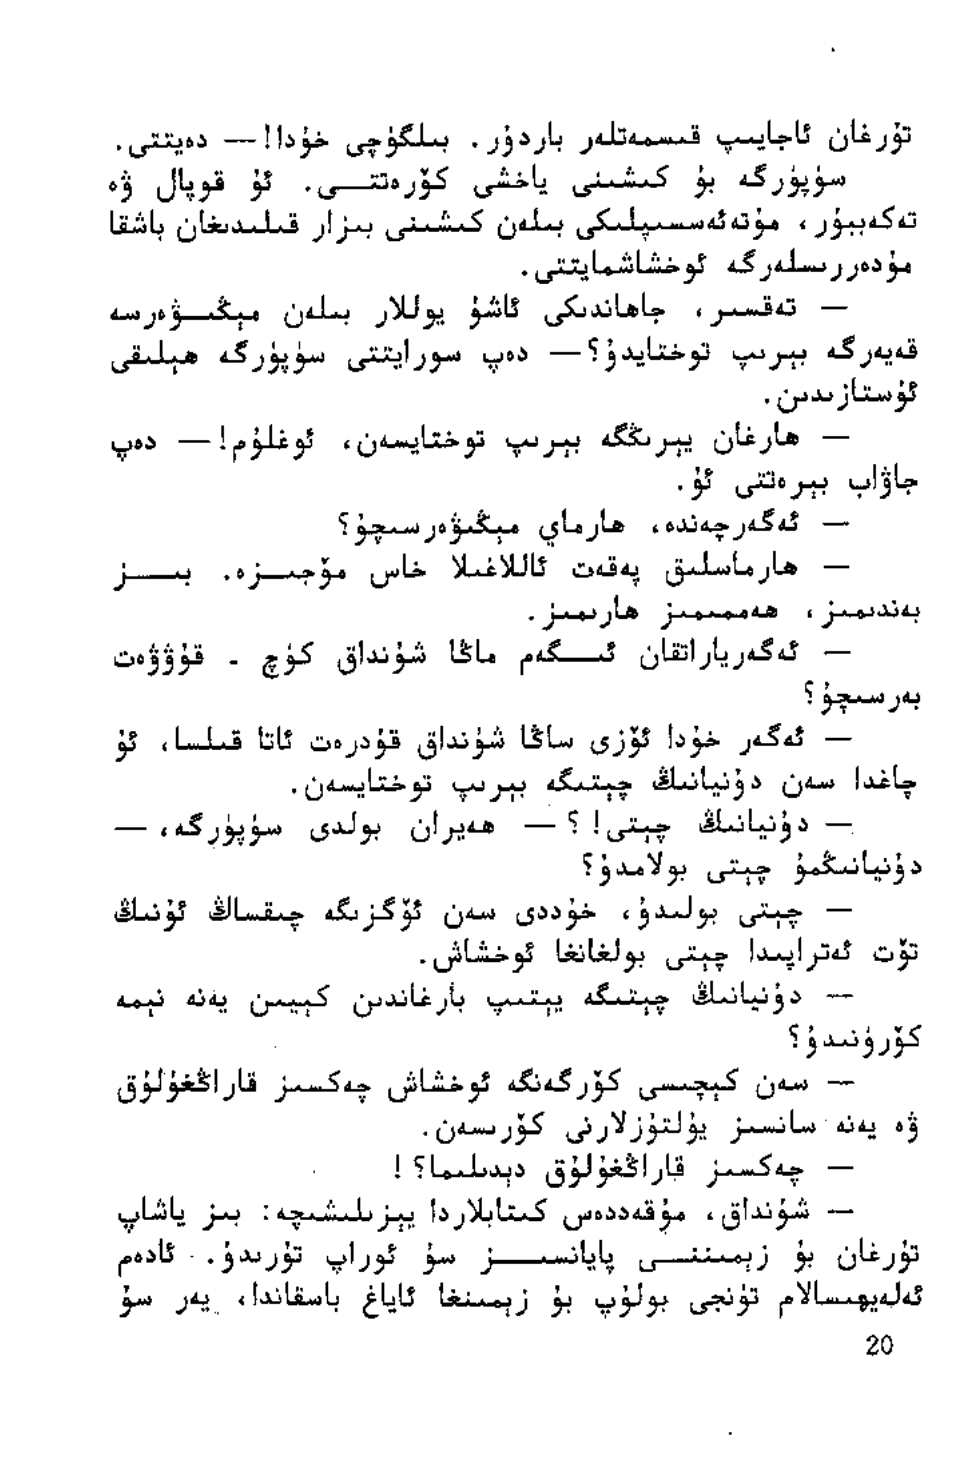 تۇرغان ئاجايىپ قىسمەتلەر باردۇر. بىلگۈچى خۇدا!— دەيتتى.
سۇپۇرگە بۇ كىشىنى ياخشى كۆرەتتى. ئۇ قوپال ۋە
تەكەببۇر، مۇتەئەسسىپلىكى بىلەن كىشىنى بىزار قىلىدىغان باشقا
مۇدەررىسلەرگە ئوخشاشمايتتى.
— تەقسىر، جاھاندىكى ئاشۇ يوللار بىلەن مېڭىۋەرسە
قەيەرگە بېرىپ توختايدۇ؟— دەپ سورايتتى سۇپۇرگە ھېلىقى
ئۇستازىدىن.
— ھارغان يېرىڭگە بېرىپ توختايسەن، ئوغلۇم!— دەپ
جاۋاب بېرەتتى ئۇ.
— ئەگەرچەندە، ھارماي مېڭىۋەرسىچۇ؟
— ھارماسلىق پەقەت ئاللاغىلا خاس مۆجىزە. بىز
بەندىمىز، ھەممىمىز ھارىمىز.
— ئەگەرياراتقان ئىگەم ماڭا شۇنداق كۈچ - قۇۋۋەت
بەرسىچۇ؟
— ئەگەر خۇدا ئۆزى ساڭا شۇنداق قۇدرەت ئاتا قىلسا، ئۇ
چاغدا سەن دۇنيانىڭ چېتىگە بېرىپ توختايسەن.
— دۇنيانىڭ چېتى!؟ — ھەيران بولدى سۇپۇرگە، —
دۇنيانىڭمۇ چېتى بولامدۇ؟
— چېتى بولىدۇ، خۇددى سەن ئۆگزىگە چىقساڭ ئۇنىڭ
تۆت ئەتراپىدا چېتى بولغانغا ئوخشاش.
— دۇنيانىڭ چېتىگە يېتىپ بارغاندىن كېيىن يەنە نېمە
كۆرۈنىدۇ؟
— سەن كېچىسى كۆرگەنگە ئوخشاش چەكسىز قاراڭغۇلۇق
ۋە يەنە سانسىز يۇلتۇزلارنى كۆرىسەن.
— چەكسىز قاراڭغۇلۇق دېدىلىما؟!
— شۇنداق، مۇقەددەس كىتابلاردا يېزىلىشىچە: بىز ياشاپ
تۇرغان بۇ زېمىننى پايانسىز سۇ ئوراپ تۇرىدۇ. ئادەم
ئەلەيھىسالام تۇنجى بولۇپ بۇ زېمىنغا ئاياغ باسقاندا، يەر سۇ
20